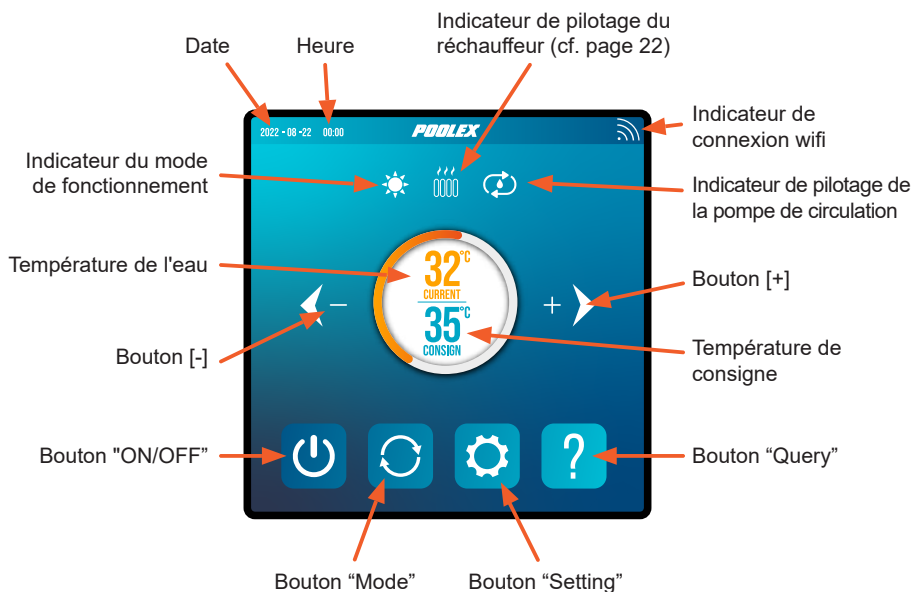 Indicateur de pilotage du
réchauffeur (cf. page 22)
Date
Heure
Indicateur de
connexion wifi
2022 - 08 -22 00:00
POOLEX
Indicateur du mode
de fonctionnement
Indicateur de pilotage de
la pompe de circulation
Température de l'eau
32°C
CURRENT
35°C
CONSIGN
−
+
Bouton [+]
Bouton [-]
Température de
consigne
Bouton "ON/OFF”
?
Bouton “Query”
Bouton “Mode”
Bouton “Setting”